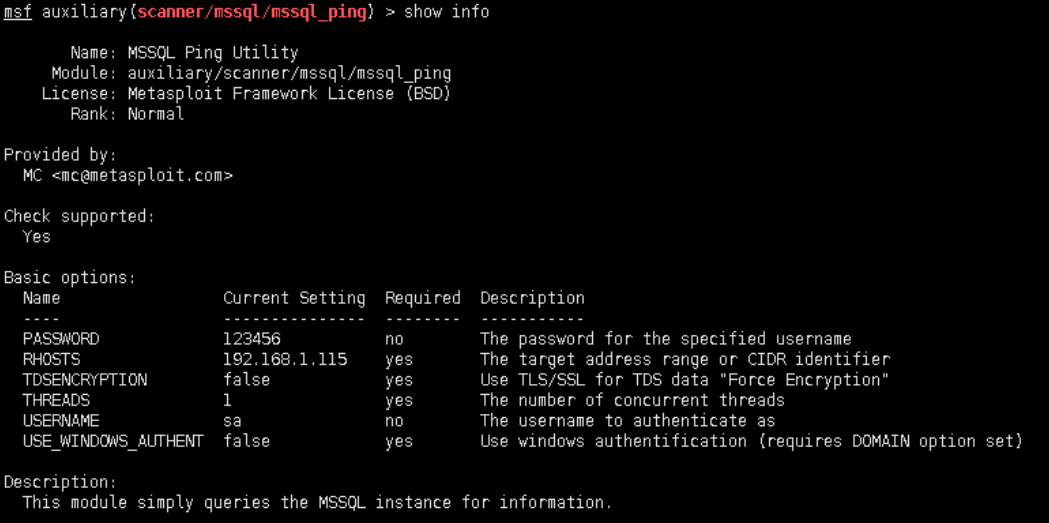 msf auxiliary(scanner/mssql/mssql_ping) > show info
Name: MSSQL Ping Utility
Module: auxiliary/scanner/mssql/mssql_ping
License: Metasploit Framework License (BSD)
Rank: Normal
Provided by:
MC <mc@metasploit.com>
Check supported:
Yes
Basic options:
Name Current Setting Required Description
---- --------------- -------- -----------
PASSWORD 123456 no The password for the specified username
RHOSTS 192.168.1.115 yes The target address range or CIDR identifier
TDSENCRYPTION false yes Use TLS/SSL for TDS data "Force Encryption"
THREADS 1 yes The number of concurrent threads
USERNAME sa no The username to authenticate as
USE_WINDOWS_AUTHENT false yes Use windows authentification (requires DOMAIN option set)
Description:
This module simply queries the MSSQL instance for information.